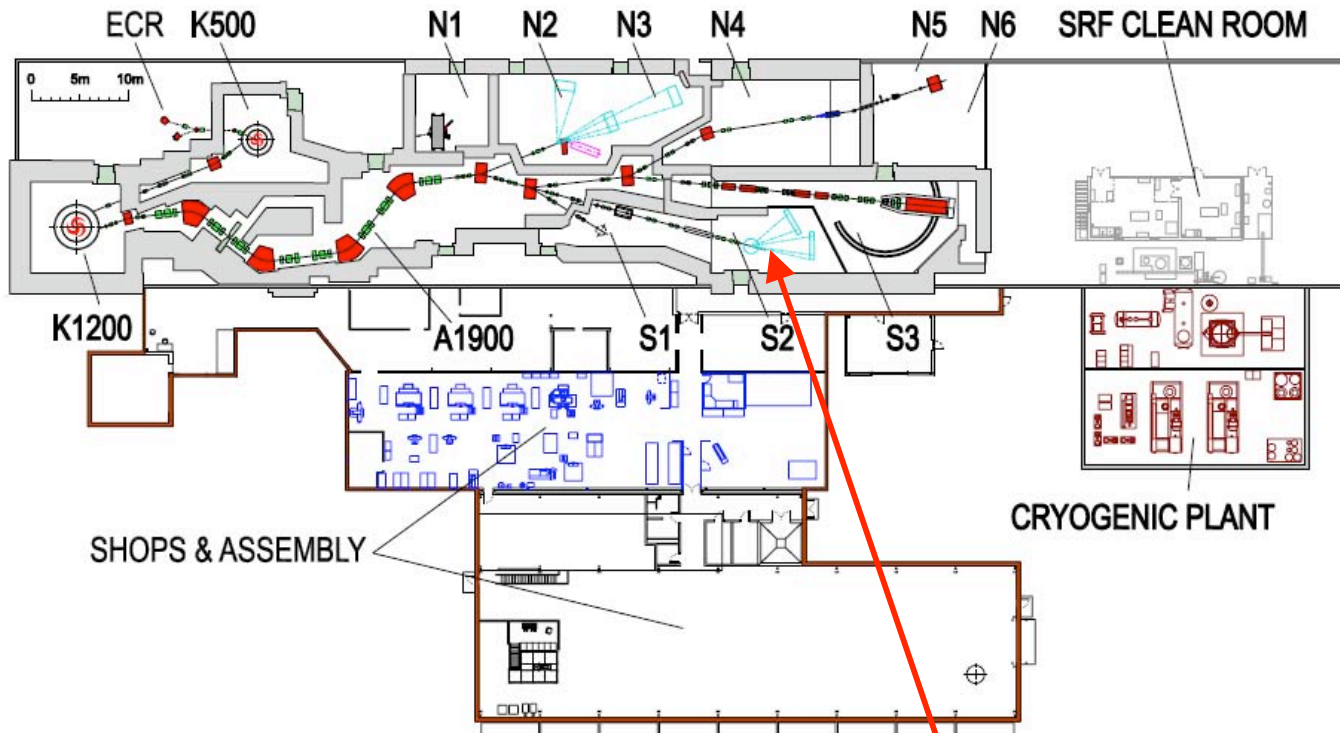 ECR K500 N1 N2 N3 N4 N5 N6 SRF CLEAN ROOM
0 5m 10m
K1200 A1900 S1 S2 S3
SHOPS & ASSEMBLY
CRYOGENIC PLANT